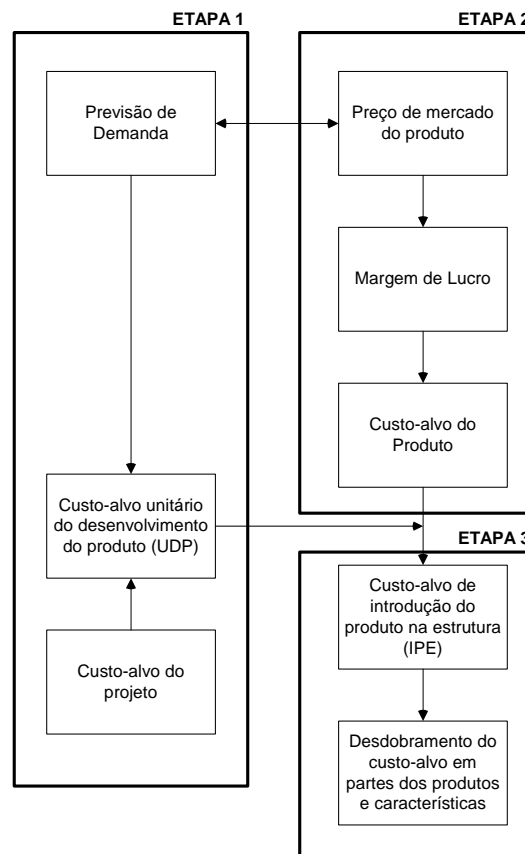 ETAPA 1
Previsão de
Demanda
Custo-alvo unitário
do desenvolvimento
do produto (UDP)
Custo-alvo do
projeto
ETAPA 2
Preço de mercado
do produto
Margem de Lucro
Custo-alvo do
Produto
ETAPA 3
Custo-alvo de
introdução do
produto na estrutura
(IPE)
Desdobramento do
custo-alvo em
partes dos produtos
e características